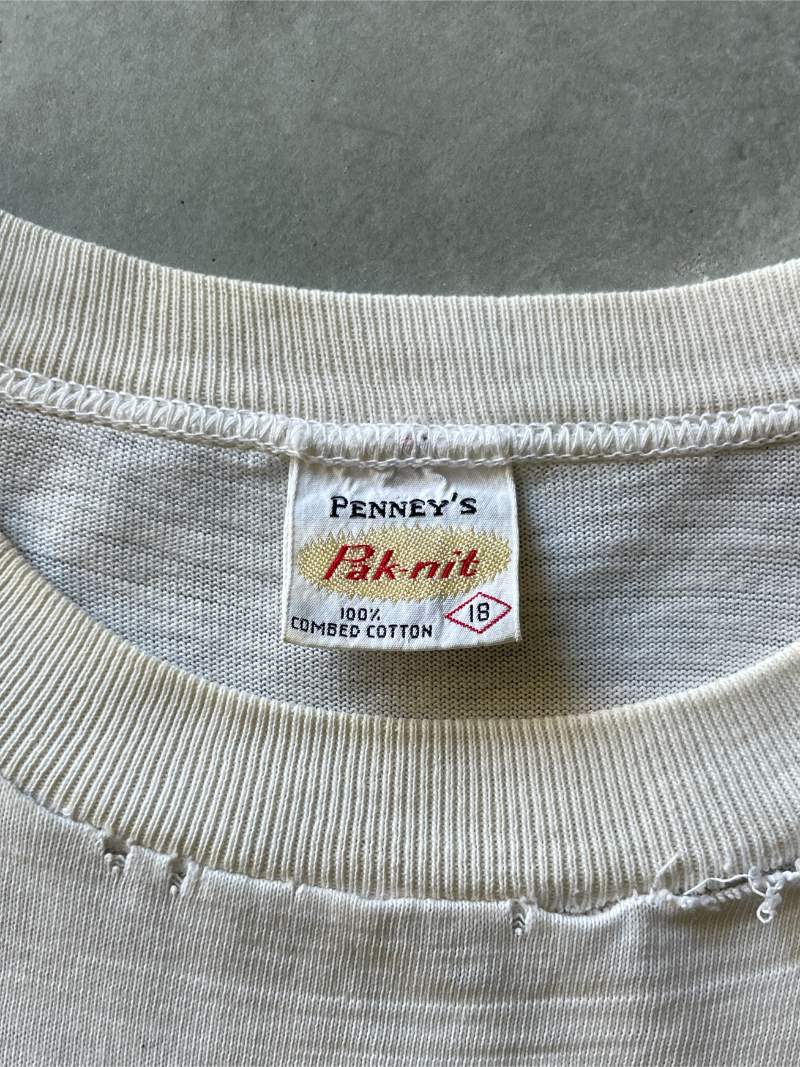 PENNEY'S
Pak-nit
100%
COMBED COTTON
18